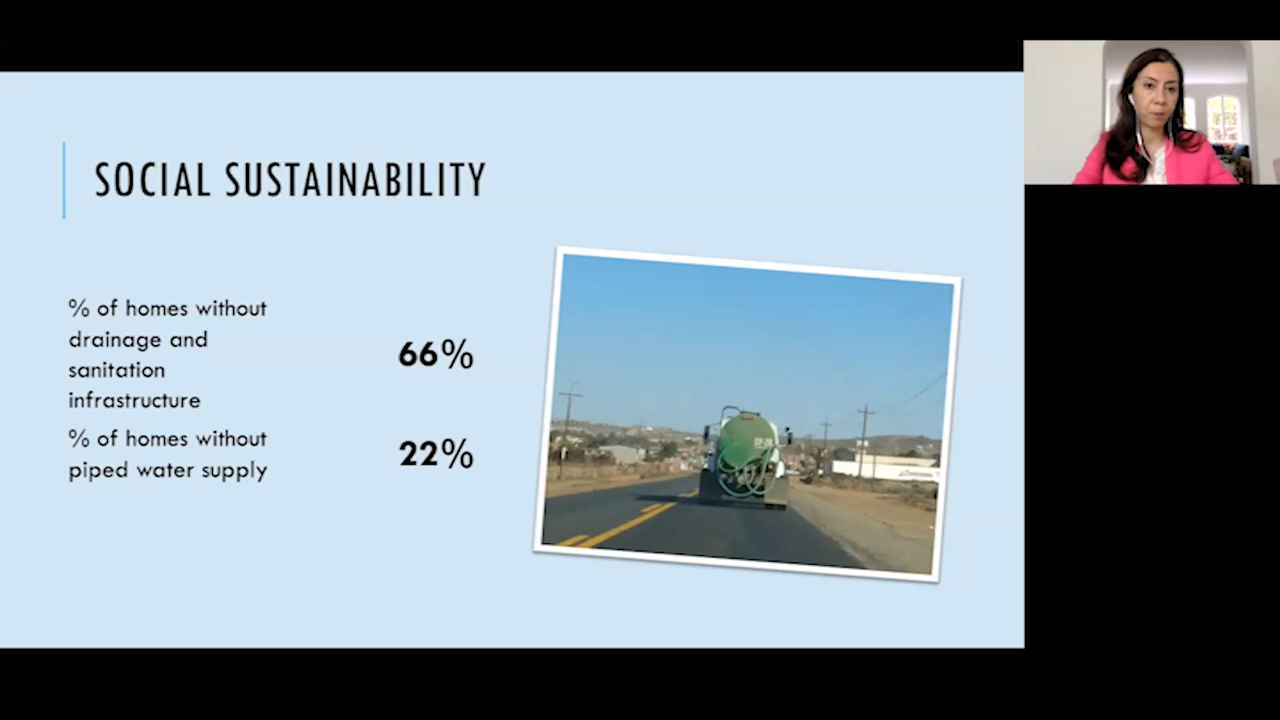 SOCIAL SUSTAINABILITY
% of homes without
drainage and
sanitation
infrastructure
66%
% of homes without
piped water supply
22%